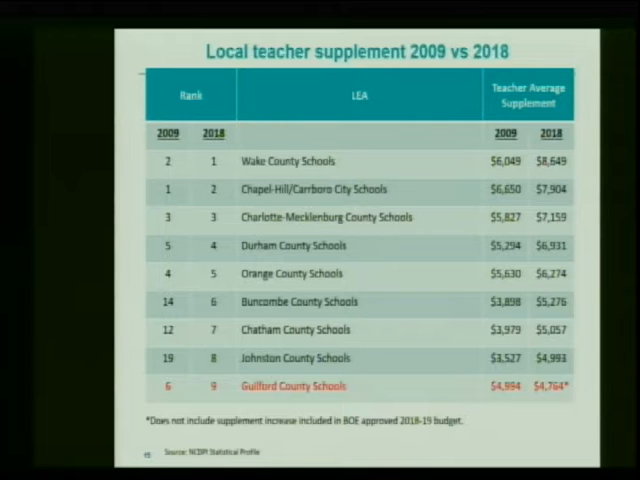 Local teacher supplement 2009 vs 2018
Rank LEA Teacher Average Supplement
2009 2018 2009 2018
2 1 Wake County Schools $6,049 $8,649
1 2 Chapel-Hill/Carrboro City Schools $6,650 $7,904
3 3 Charlotte-Mecklenburg County Schools $5,827 $7,159
5 4 Durham County Schools $5,294 $6,931
4 5 Orange County Schools $5,630 $6,274
14 6 Buncombe County Schools $3,898 $5,276
12 7 Chatham County Schools $3,979 $5,057
19 8 Johnston County Schools $3,527 $4,993
6 9 Guilford County Schools $4,994 $4,764*
*Does not include supplement increase included in BOE approved 2018-19 budget.
Source: NCDPI Statistical Profile